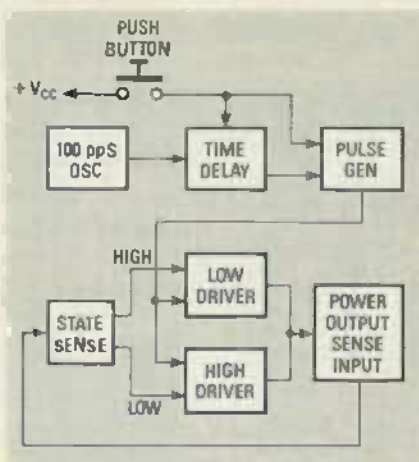 PUSH
BUTTON
+ Vcc
100 ppS
OSC
TIME
DELAY
PULSE
GEN
HIGH
LOW
DRIVER
POWER
OUTPUT
SENSE
INPUT
STATE
SENSE
HIGH
DRIVER
LOW